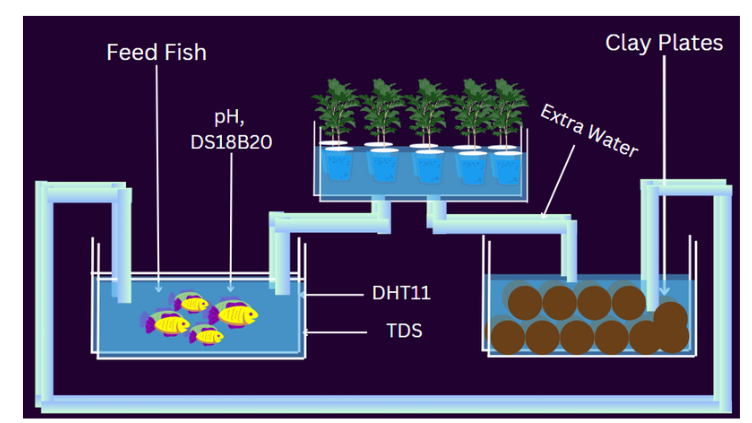 Feed Fish
pH,
DS18B20
Extra Water
Clay Plates
DHT11
TDS